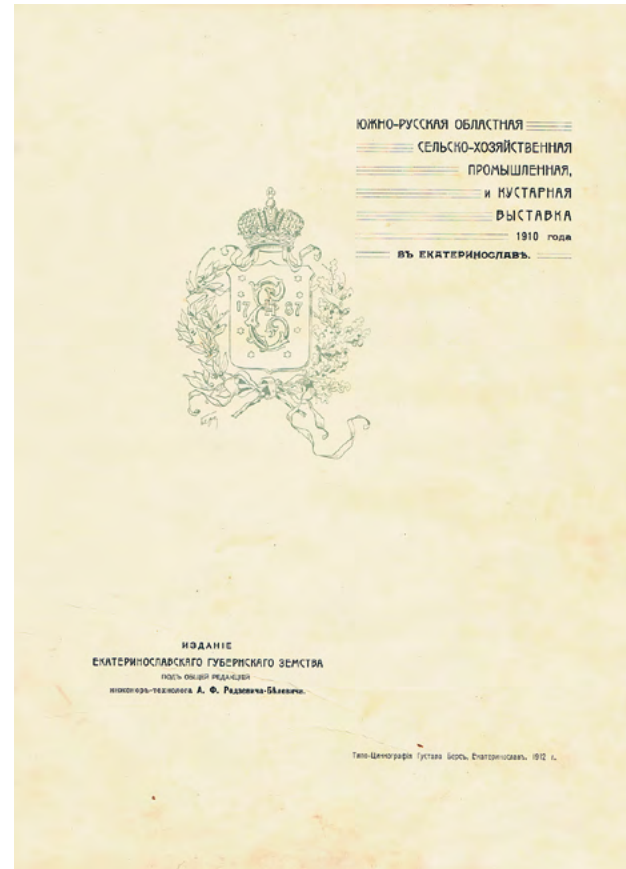 ЮЖНО-РУССКАЯ ОБЛАСТНАЯ
СЕЛЬСКО-ХОЗЯЙСТВЕННАЯ
ПРОМЫШЛЕННАЯ,
и КУСТАРНАЯ
ВЫСТАВКА
1910 года
ВЪ ЕКАТЕРИНОСЛАВѢ.
17 Е 87
ИЗДАНІЕ
ЕКАТЕРИНОСЛАВСКАГО ГУБЕРНСКАГО ЗЕМСТВА
ПОДЪ ОБЩЕЙ РЕДАКЦІЕЙ
инженеръ-технолога А. Ф. Радзевича-Бѣлевича.
Типо-Цинкографія Густава Берсъ, Екатеринославъ, 1912 г.